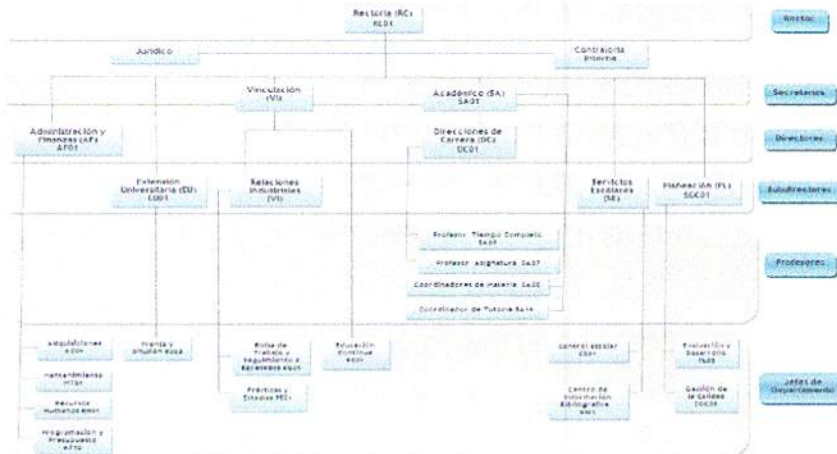 Rectoría (RC)
RE01
Rector
Jurídico
Contraloría
Interna
Vinculación
(VI)
Académico (SA)
SA01
Secretarios
Administración y
Finanzas (AF)
AF01
Direcciones de
Carrera (DC)
DC01
Directores
Extensión
Universitaria (EU)
EU01
Relaciones
Industriales
(VI)
Servicios
Escolares
(SE)
Planeación (PL)
SGC01
Subdirectores
Profesor Tiempo Completo
Profesor Asignatura SA07
Coordinadores de Materia
Coordinador de Tutoria
Profesores
Adquisiciones
Prensa y
Difusión
Bolsa de
Trabajo y
Seguimiento a
Egresados
Educación
Continua
Control Escolar
Evaluación y
Desarrollo
Mantenimiento
Recursos
Humanos
Prácticas y
Estadías
Centro de
Información
Bibliográfica
Gestión de
la Calidad
Jefes de
Departamento
Programación y
Presupuesto